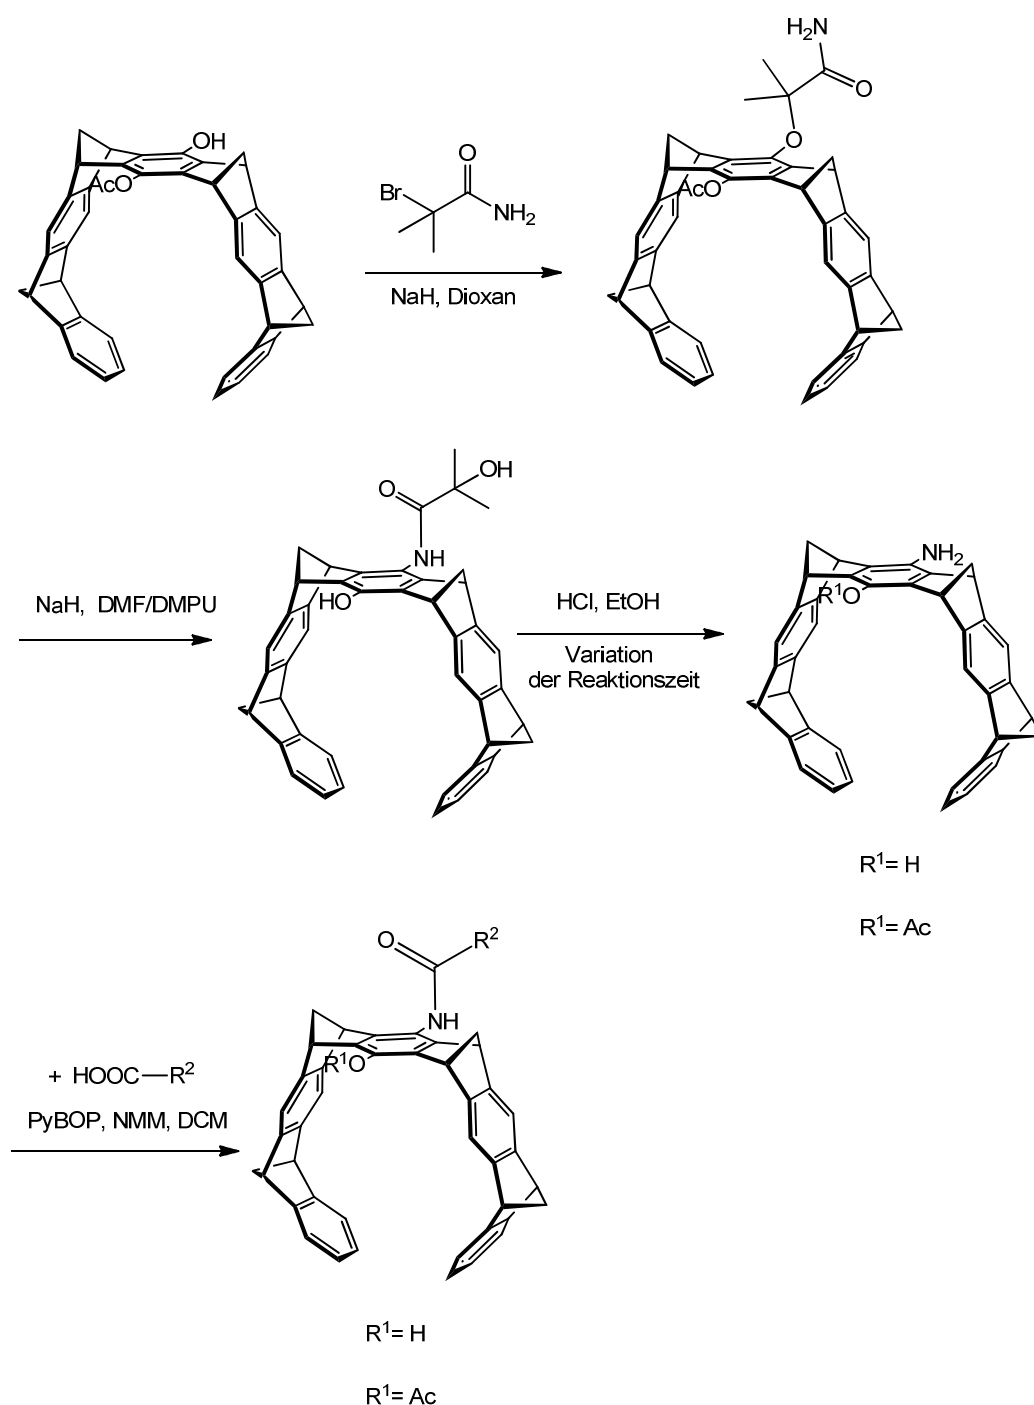 H₂N
O
O
AcO
OH
AcO
O
Br
NH₂
NaH, Dioxan
OH
O
NH
HO
NaH, DMF/DMPU
HCl, EtOH
Variation
der Reaktionszeit
NH₂
R¹O
R¹= H
R¹= Ac
O
R²
NH
R¹O
+ HOOC—R²
PyBOP, NMM, DCM
R¹= H
R¹= Ac